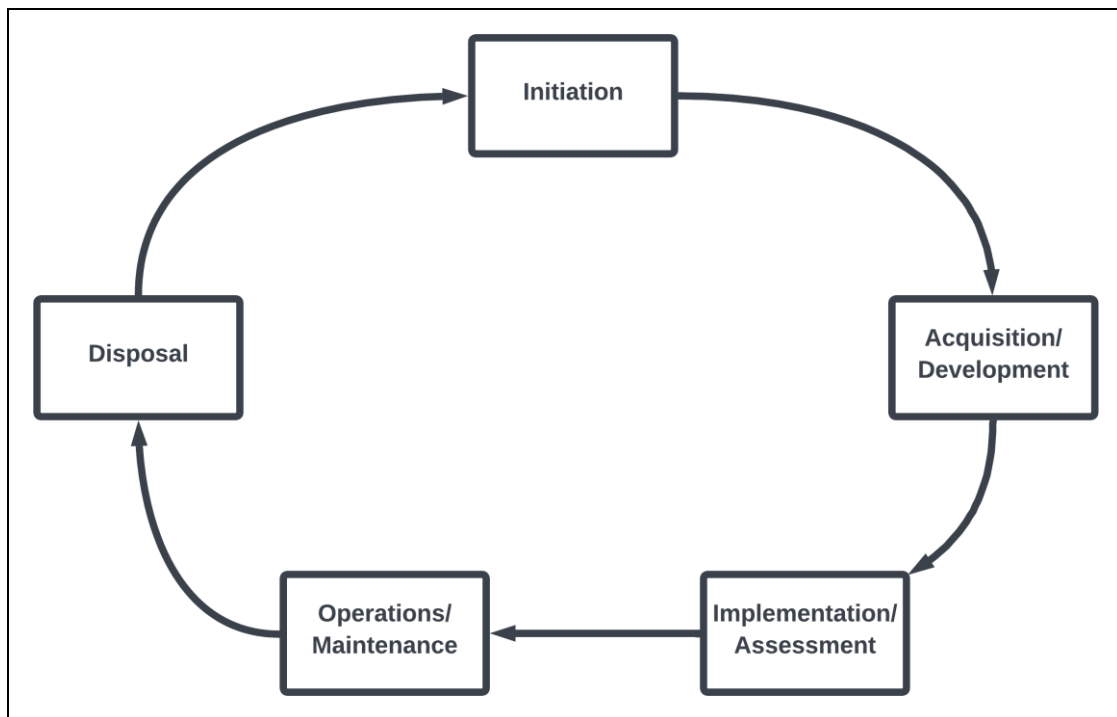 Initiation
Acquisition/
Development
Implementation/
Assessment
Operations/
Maintenance
Disposal